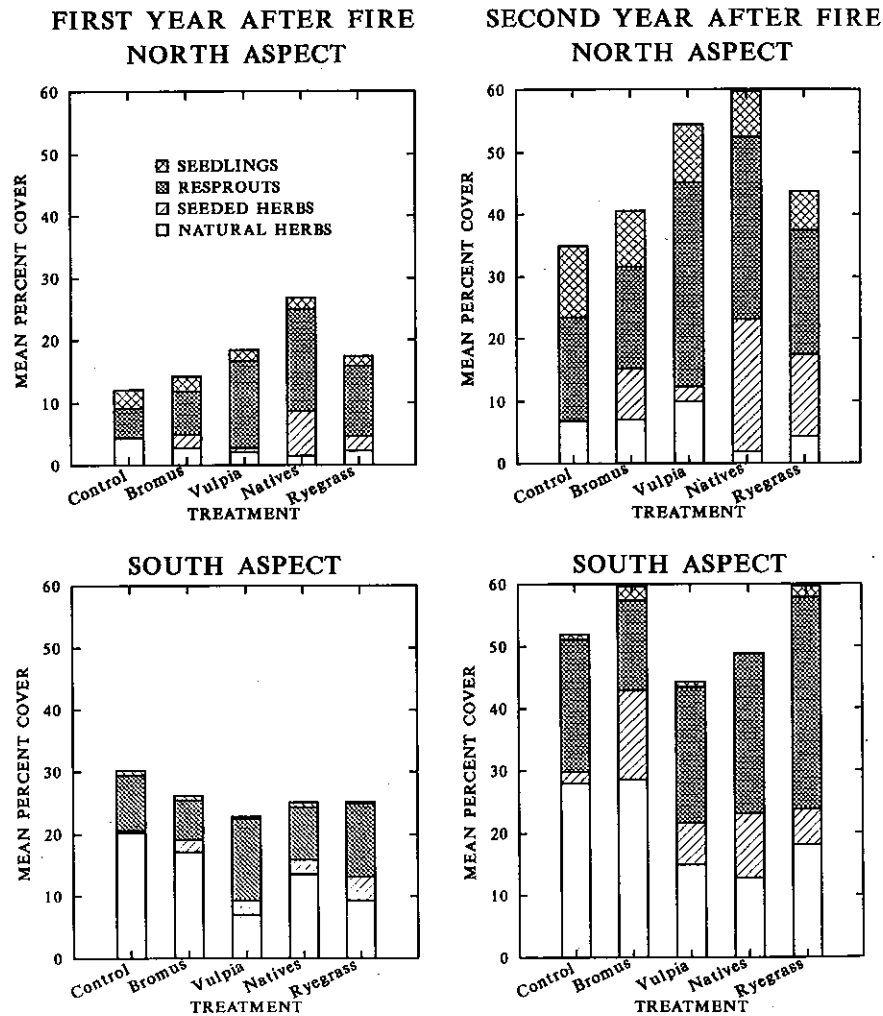 FIRST YEAR AFTER FIRE
NORTH ASPECT
60
50
40
30
20
10
0
MEAN PERCENT COVER
SEEDLINGS
RESPROUTS
SEEDED HERBS
NATURAL HERBS
Control
Bromus
Vulpia
Natives
Ryegrass
TREATMENT
SECOND YEAR AFTER FIRE
NORTH ASPECT
60
50
40
30
20
10
0
MEAN PERCENT COVER
Control
Bromus
Vulpia
Natives
Ryegrass
TREATMENT
SOUTH ASPECT
60
50
40
30
20
10
0
MEAN PERCENT COVER
Control
Bromus
Vulpia
Natives
Ryegrass
TREATMENT
SOUTH ASPECT
60
50
40
30
20
10
0
MEAN PERCENT COVER
Control
Bromus
Vulpia
Natives
Ryegrass
TREATMENT